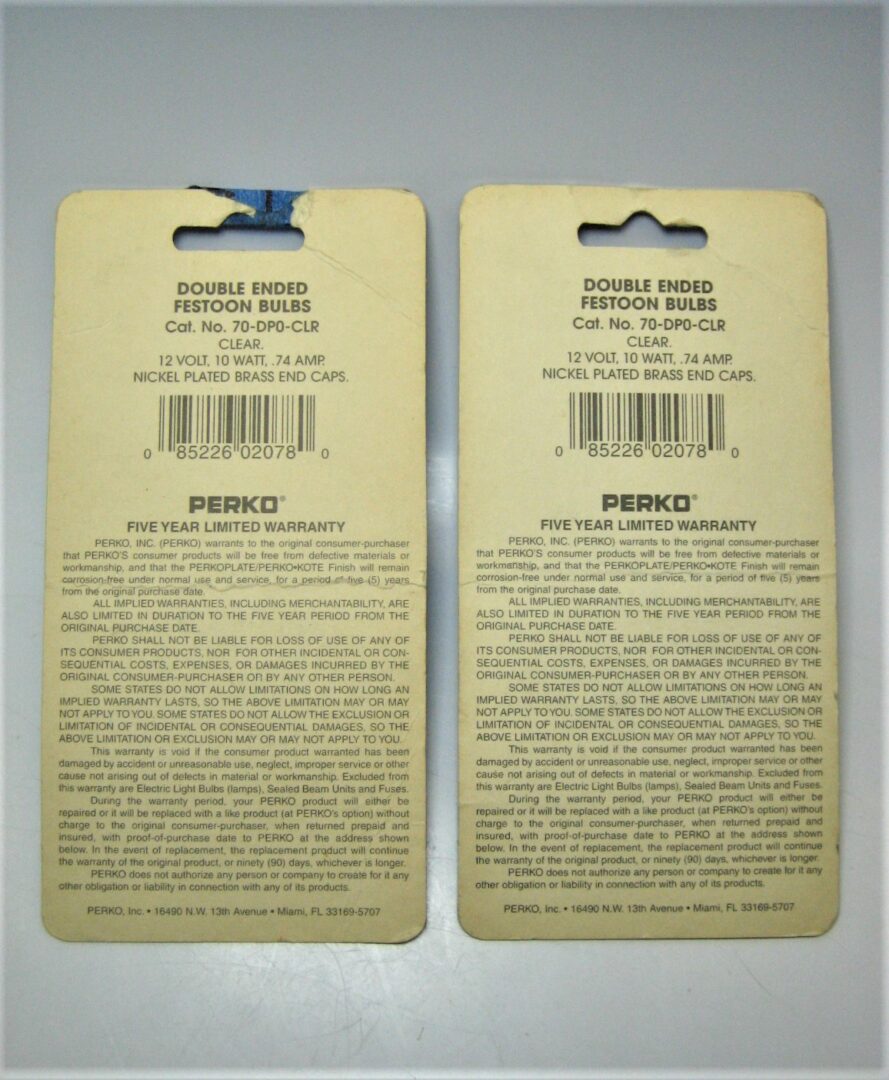 DOUBLE ENDED
FESTOON BULBS
Cat. No. 70-DP0-CLR
CLEAR.
12 VOLT, 10 WATT, .74 AMP.
NICKEL PLATED BRASS END CAPS.
0 85226 02078 0
PERKO®
FIVE YEAR LIMITED WARRANTY
PERKO, INC. (PERKO) warrants to the original consumer-purchaser
that PERKO'S consumer products will be free from defective materials or
workmanship, and that the PERKOPLATE/PERKO•KOTE Finish will remain
corrosion-free under normal use and service, for a period of five (5) years
from the original purchase date.
ALL IMPLIED WARRANTIES, INCLUDING MERCHANTABILITY, ARE
ALSO LIMITED IN DURATION TO THE FIVE YEAR PERIOD FROM THE
ORIGINAL PURCHASE DATE.
PERKO SHALL NOT BE LIABLE FOR LOSS OF USE OF ANY OF
ITS CONSUMER PRODUCTS, NOR FOR OTHER INCIDENTAL OR CON-
SEQUENTIAL COSTS, EXPENSES, OR DAMAGES INCURRED BY THE
ORIGINAL CONSUMER-PURCHASER OR BY ANY OTHER PERSON.
SOME STATES DO NOT ALLOW LIMITATIONS ON HOW LONG AN
IMPLIED WARRANTY LASTS, SO THE ABOVE LIMITATION MAY OR MAY
NOT APPLY TO YOU. SOME STATES DO NOT ALLOW THE EXCLUSION OR
LIMITATION OF INCIDENTAL OR CONSEQUENTIAL DAMAGES, SO THE
ABOVE LIMITATION OR EXCLUSION MAY OR MAY NOT APPLY TO YOU.
This warranty is void if the consumer product warranted has been
damaged by accident or unreasonable use, neglect, improper service or other
cause not arising out of defects in material or workmanship. Excluded from
this warranty are Electric Light Bulbs (lamps), Sealed Beam Units and Fuses.
During the warranty period, your PERKO product will either be
repaired or it will be replaced with a like product (at PERKO's option) without
charge to the original consumer-purchaser, when returned prepaid and
insured, with proof-of-purchase date to PERKO at the address shown
below. In the event of replacement, the replacement product will continue
the warranty of the original product, or ninety (90) days, whichever is longer.
PERKO does not authorize any person or company to create for it any
other obligation or liability in connection with any of its products.
PERKO, Inc. • 16490 N.W. 13th Avenue • Miami, FL 33169-5707
DOUBLE ENDED
FESTOON BULBS
Cat. No. 70-DP0-CLR
CLEAR.
12 VOLT, 10 WATT, .74 AMP.
NICKEL PLATED BRASS END CAPS.
0 85226 02078 0
PERKO®
FIVE YEAR LIMITED WARRANTY
PERKO, INC. (PERKO) warrants to the original consumer-purchaser
that PERKO'S consumer products will be free from defective materials or
workmanship, and that the PERKOPLATE/PERKO•KOTE Finish will remain
corrosion-free under normal use and service, for a period of five (5) years
from the original purchase date.
ALL IMPLIED WARRANTIES, INCLUDING MERCHANTABILITY, ARE
ALSO LIMITED IN DURATION TO THE FIVE YEAR PERIOD FROM THE
ORIGINAL PURCHASE DATE.
PERKO SHALL NOT BE LIABLE FOR LOSS OF USE OF ANY OF
ITS CONSUMER PRODUCTS, NOR FOR OTHER INCIDENTAL OR CON-
SEQUENTIAL COSTS, EXPENSES, OR DAMAGES INCURRED BY THE
ORIGINAL CONSUMER-PURCHASER OR BY ANY OTHER PERSON.
SOME STATES DO NOT ALLOW LIMITATIONS ON HOW LONG AN
IMPLIED WARRANTY LASTS, SO THE ABOVE LIMITATION MAY OR MAY
NOT APPLY TO YOU. SOME STATES DO NOT ALLOW THE EXCLUSION OR
LIMITATION OF INCIDENTAL OR CONSEQUENTIAL DAMAGES, SO THE
ABOVE LIMITATION OR EXCLUSION MAY OR MAY NOT APPLY TO YOU.
This warranty is void if the consumer product warranted has been
damaged by accident or unreasonable use, neglect, improper service or other
cause not arising out of defects in material or workmanship. Excluded from
this warranty are Electric Light Bulbs (lamps), Sealed Beam Units and Fuses.
During the warranty period, your PERKO product will either be
repaired or it will be replaced with a like product (at PERKO's option) without
charge to the original consumer-purchaser, when returned prepaid and
insured, with proof-of-purchase date to PERKO at the address shown
below. In the event of replacement, the replacement product will continue
the warranty of the original product, or ninety (90) days, whichever is longer.
PERKO does not authorize any person or company to create for it any
other obligation or liability in connection with any of its products.
PERKO, Inc. • 16490 N.W. 13th Avenue • Miami, FL 33169-5707